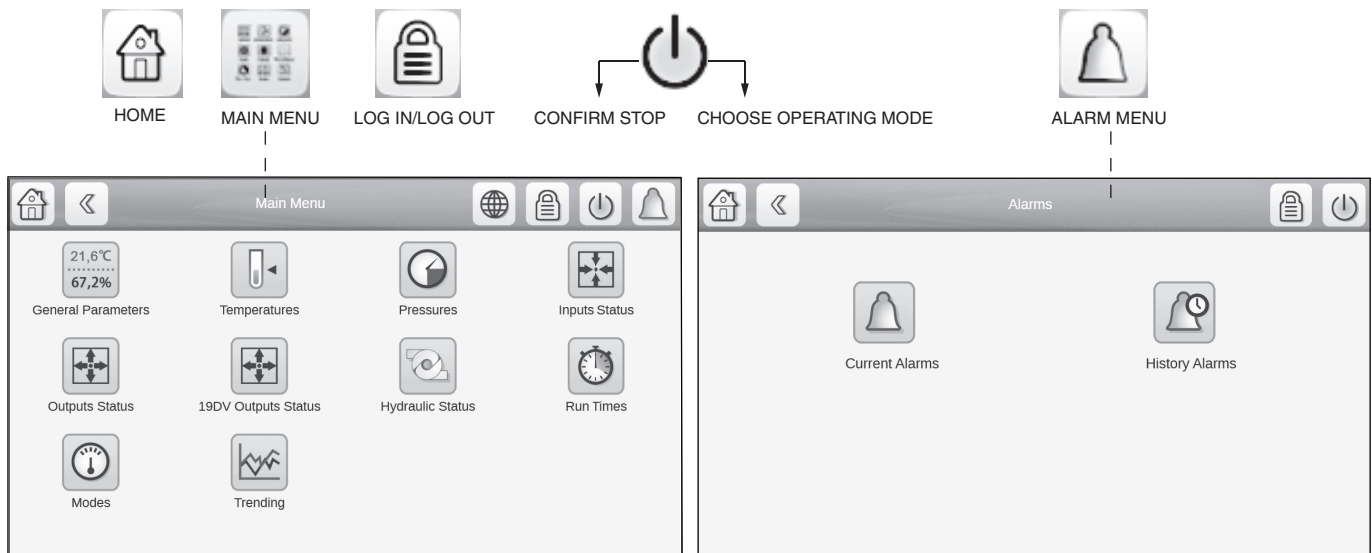 HOME
MAIN MENU
LOG IN/LOG OUT
CONFIRM STOP
CHOOSE OPERATING MODE
ALARM MENU
Main Menu
21,6°C
67,2%
General Parameters
Temperatures
Pressures
Inputs Status
Outputs Status
19DV Outputs Status
Hydraulic Status
Run Times
Modes
Trending
Alarms
Current Alarms
History Alarms